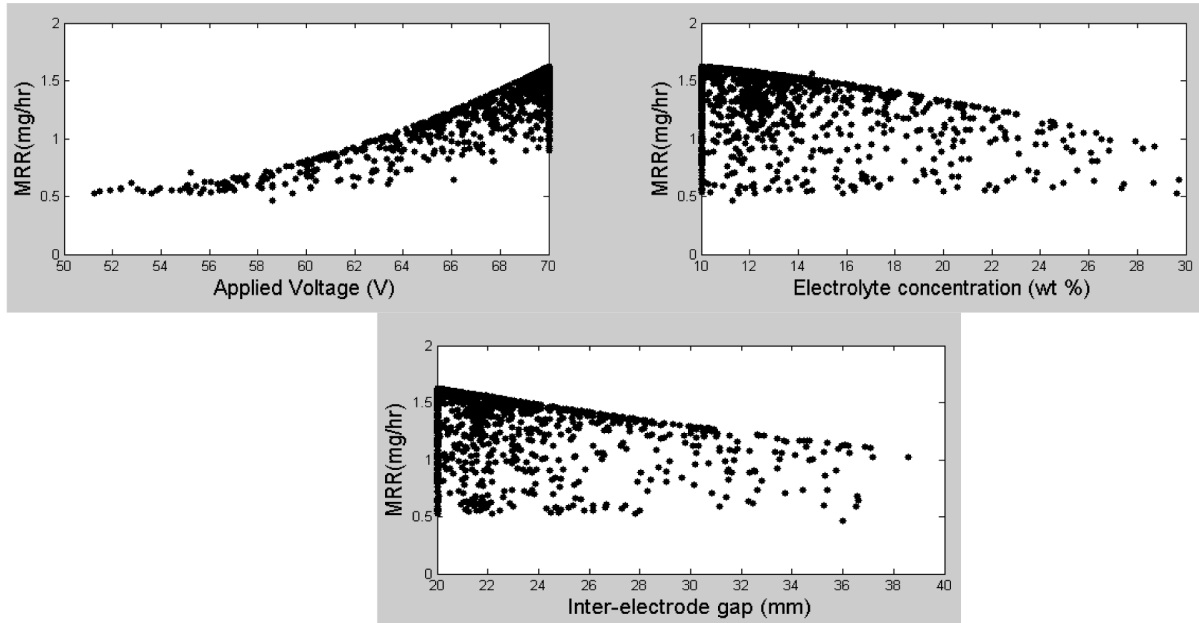 2
1.5
1
0.5
0
MRR(mg/hr)
50 52 54 56 58 60 62 64 66 68 70
Applied Voltage (V)
2
1.5
1
0.5
0
MRR(mg/hr)
10 12 14 16 18 20 22 24 26 28 30
Electrolyte concentration (wt %)
2
1.5
1
0.5
0
MRR(mg/hr)
20 22 24 26 28 30 32 34 36 38 40
Inter-electrode gap (mm)